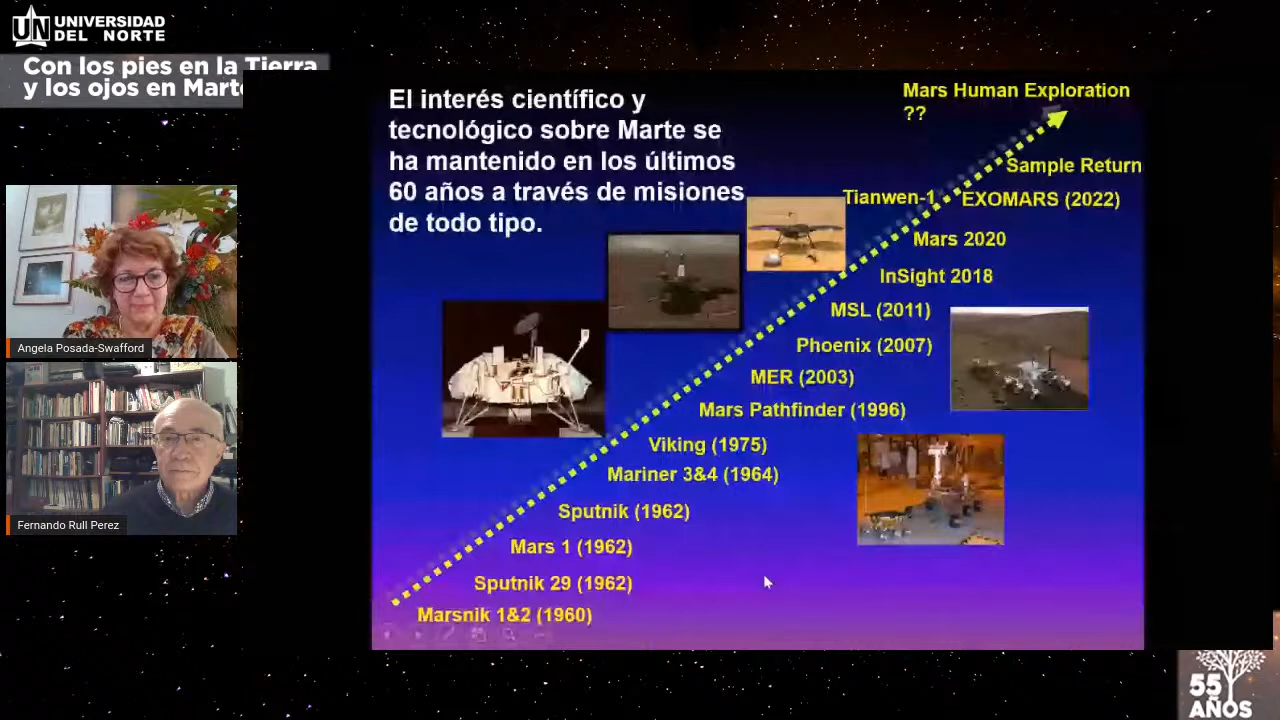 UN UNIVERSIDAD
DEL NORTE
Con los pies en la Tierra
y los ojos en Marte
El interés científico y
tecnológico sobre Marte se
ha mantenido en los últimos
60 años a través de misiones
de todo tipo.
Mars Human Exploration
??
Sample Return
Tianwen-1
EXOMARS (2022)
Mars 2020
InSight 2018
MSL (2011)
Phoenix (2007)
MER (2003)
Mars Pathfinder (1996)
Viking (1975)
Mariner 3&4 (1964)
Sputnik (1962)
Mars 1 (1962)
Sputnik 29 (1962)
Marsnik 1&2 (1960)
Angela Posada-Swafford
Fernando Rull Perez
55
AÑOS